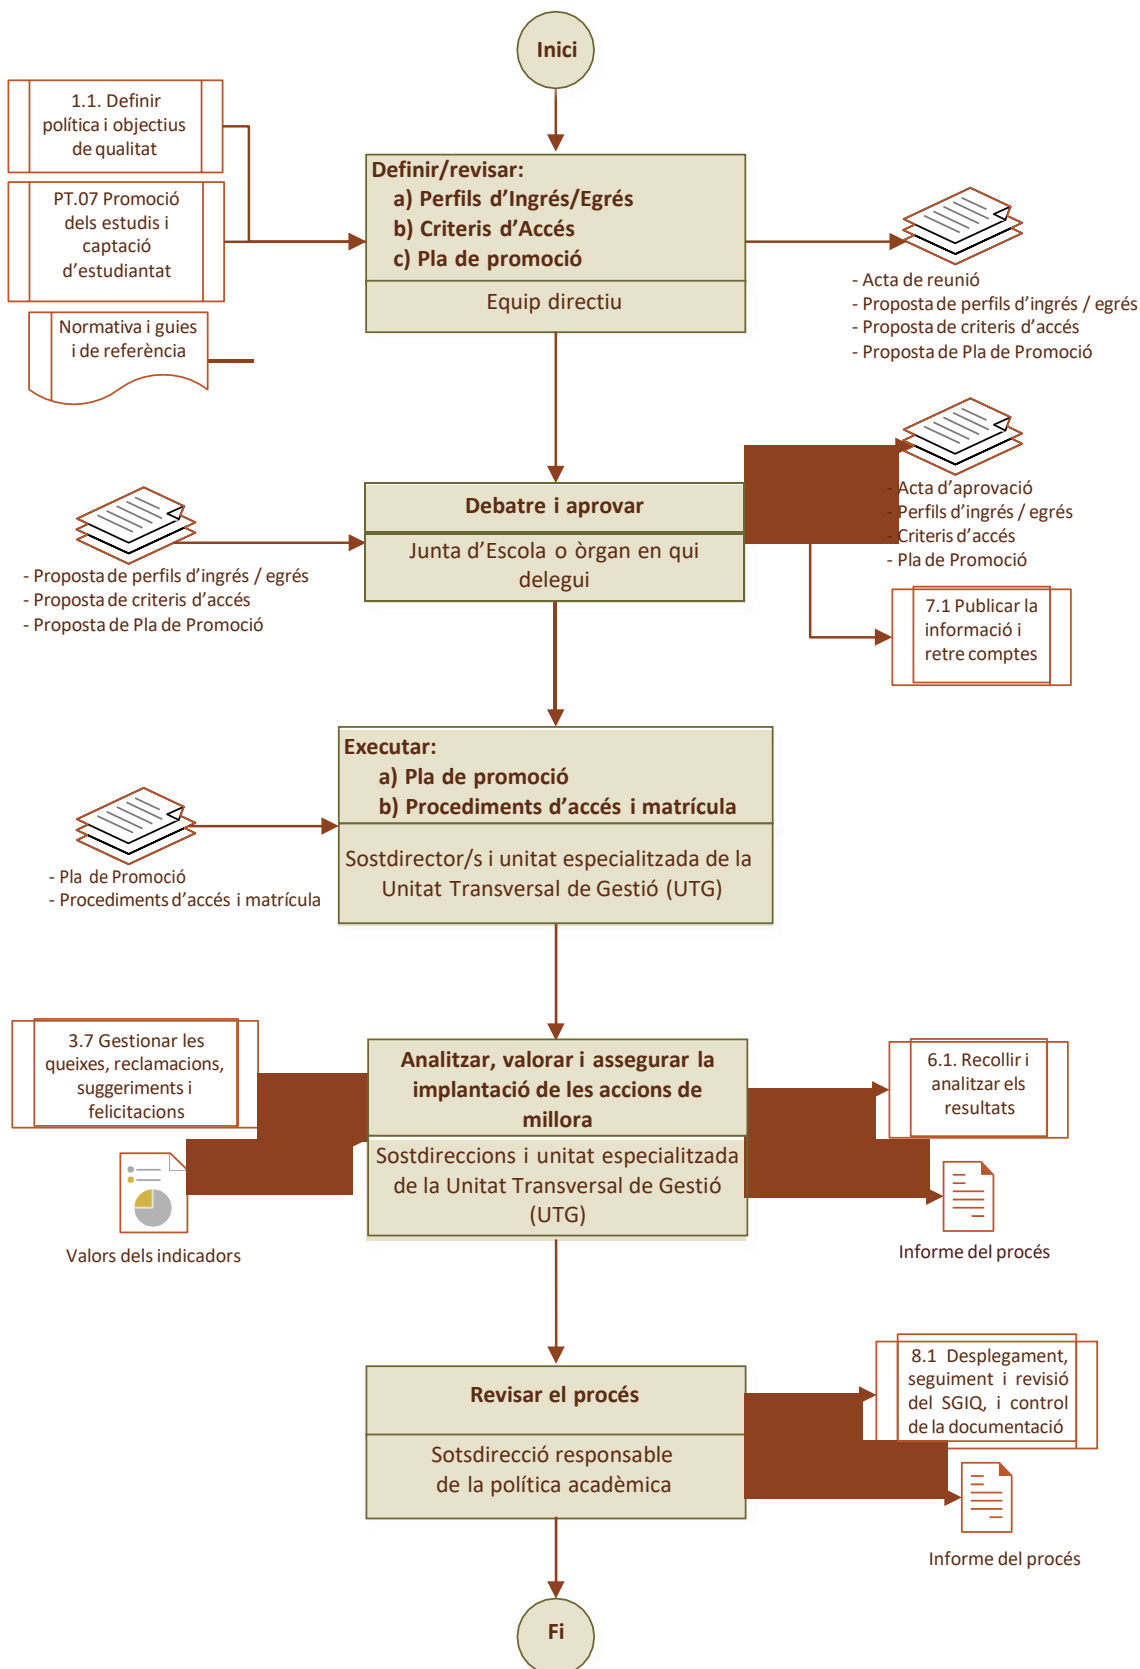 Inici
1.1. Definir
política i objectius
de qualitat
PT.07 Promoció
dels estudis i
captació
d’estudiantat
Normativa i guies
i de referència
Definir/revisar:
a) Perfils d’Ingrés/Egrés
b) Criteris d’Accés
c) Pla de promoció
Equip directiu
- Acta de reunió
- Proposta de perfils d’ingrés / egrés
- Proposta de criteris d’accés
- Proposta de Pla de Promoció
- Proposta de perfils d’ingrés / egrés
- Proposta de criteris d’accés
- Proposta de Pla de Promoció
Debatre i aprovar
Junta d’Escola o òrgan en qui
delegui
- Acta d’aprovació
- Perfils d’ingrés / egrés
- Criteris d’accés
- Pla de Promoció
7.1 Publicar la
informació i
retre comptes
Executar:
a) Pla de promoció
b) Procediments d’accés i matrícula
Sostdirector/s i unitat especialitzada de la
Unitat Transversal de Gestió (UTG)
- Pla de Promoció
- Procediments d’accés i matrícula
3.7 Gestionar les
queixes, reclamacions,
suggeriments i
felicitacions
Valors dels indicadors
Analitzar, valorar i assegurar la
implantació de les accions de
millora
Sostdireccions i unitat especialitzada
de la Unitat Transversal de Gestió
(UTG)
6.1. Recollir i
analitzar els
resultats
Informe del procés
Revisar el procés
Sotsdirecció responsable
de la política acadèmica
8.1 Desplegament,
seguiment i revisió
del SGIQ, i control
de la documentació
Informe del procés
Fi